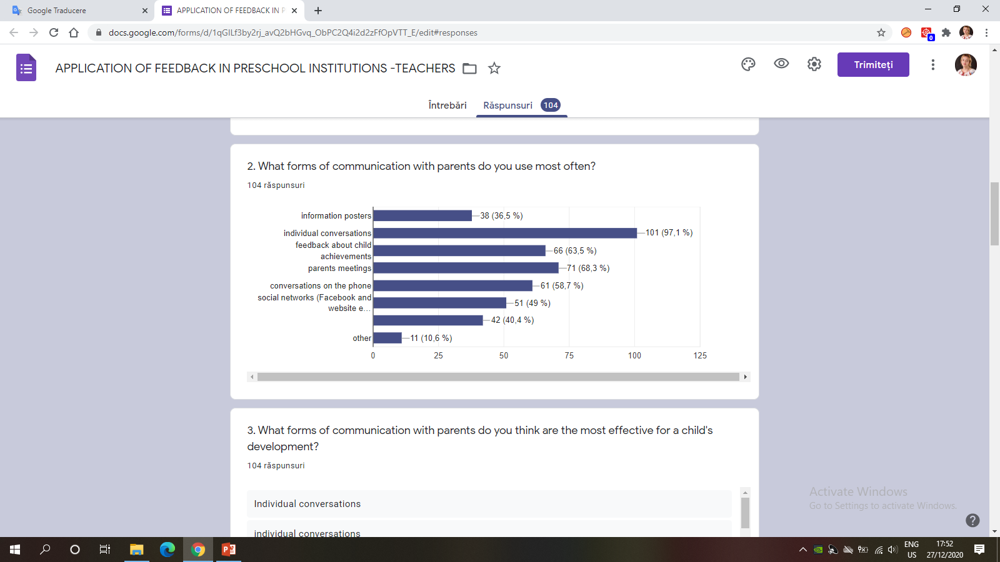 Google Traducere
APPLICATION OF FEEDBACK IN P
docs.google.com/forms/d/1qGILf3by2rj_avQ2bHGvq_ObPC2Q4i2d2zFfOpVTT_E/edit#responses
0
APPLICATION OF FEEDBACK IN PRESCHOOL INSTITUTIONS -TEACHERS
Trimiteți
Întrebări
Răspunsuri 104
2. What forms of communication with parents do you use most often?
104 răspunsuri
information posters 38 (36,5 %)
individual conversations 101 (97,1 %)
feedback about child
achievements 66 (63,5 %)
parents meetings 71 (68,3 %)
conversations on the phone 61 (58,7 %)
social networks (Facebook and
website e... 51 (49 %)
42 (40,4 %)
other 11 (10,6 %)
0 25 50 75 100 125
3. What forms of communication with parents do you think are the most effective for a child's
development?
104 răspunsuri
Individual conversations
individual conversations
Activate Windows
Go to Settings to activate Windows.
ENG
US
17:52
27/12/2020